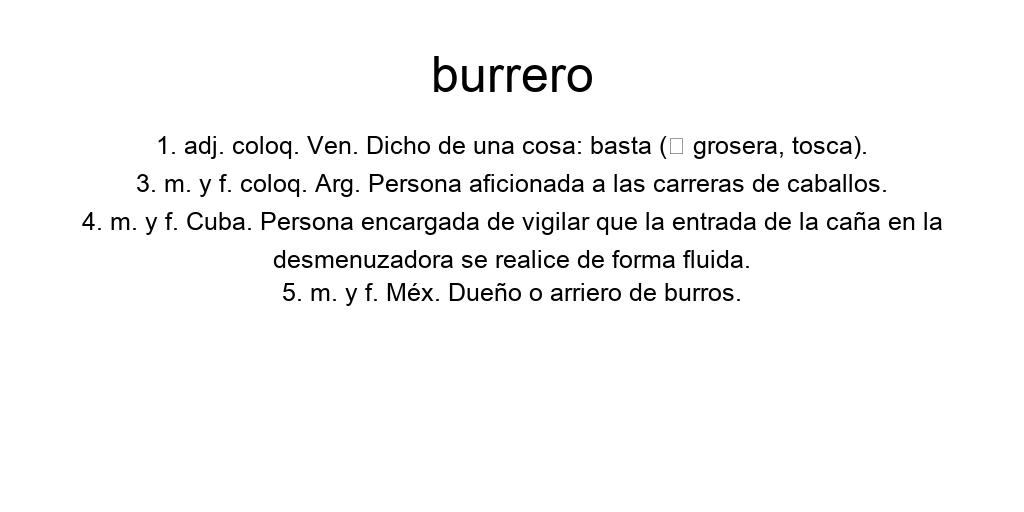 burrero
1. adj. coloq. Ven. Dicho de una cosa: basta (□ grosera, tosca).
3. m. y f. coloq. Arg. Persona aficionada a las carreras de caballos.
4. m. y f. Cuba. Persona encargada de vigilar que la entrada de la caña en la
desmenuzadora se realice de forma fluida.
5. m. y f. Méx. Dueño o arriero de burros.